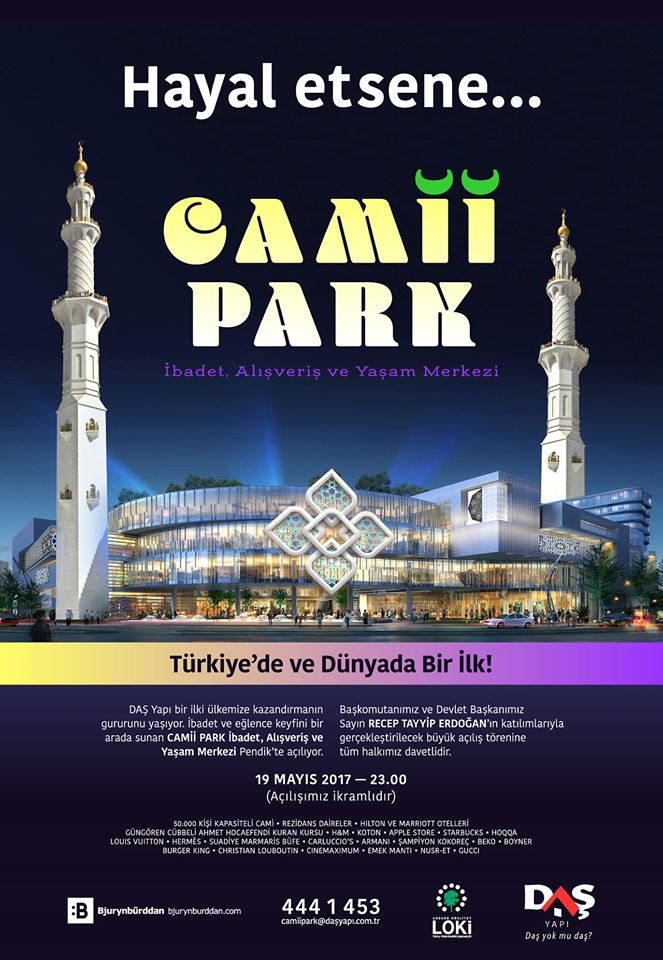 Hayal etsene...
CAMİİ
PARK
İbadet, Alışveriş ve Yaşam Merkezi
Türkiye'de ve Dünyada Bir İlk!
DAŞ Yapı bir ilki ülkemize kazandırmanın
gururunu yaşıyor. İbadet ve eğlence keyfini bir
arada sunan CAMİİ PARK İbadet, Alışveriş ve
Yaşam Merkezi Pendik'te açılıyor.
Başkomutanımız ve Devlet Başkanımız
Sayın RECEP TAYYİP ERDOĞAN'ın katılımlarıyla
gerçekleştirilecek büyük açılış törenine
tüm halkımız davetlidir.
19 MAYIS 2017 — 23.00
(Açılışımız ikramlıdır)
50.000 KİŞİ KAPASİTELİ CAMİ • REZİDANS DAİRELER • HILTON VE MARRIOTT OTELLERİ
GÜNGÖREN CÜBBELİ AHMET HOCAEFENDİ KURAN KURSU • H&M • KOTON • APPLE STORE • STARBUCKS • HOQQA
LOUIS VUITTON • HERMÈS • SUADİYE MARMARİS BÜFE • CARLUCCIO'S • ARMANI • ŞAMPİYON KOKOREÇ • BEKO • BOYNER
BURGER KING • CHRISTIAN LOUBOUTIN • CINEMAXIMUM • EMEK MANTI • NUSR-ET • GUCCI
:B Bjurynbürddan bjurynburddan.com
444 1 453
camiipark@daşyapı.com.tr
ASGARD KRALİYET
LOKİ
DAŞ
YAPI
Daş yok mu daş?